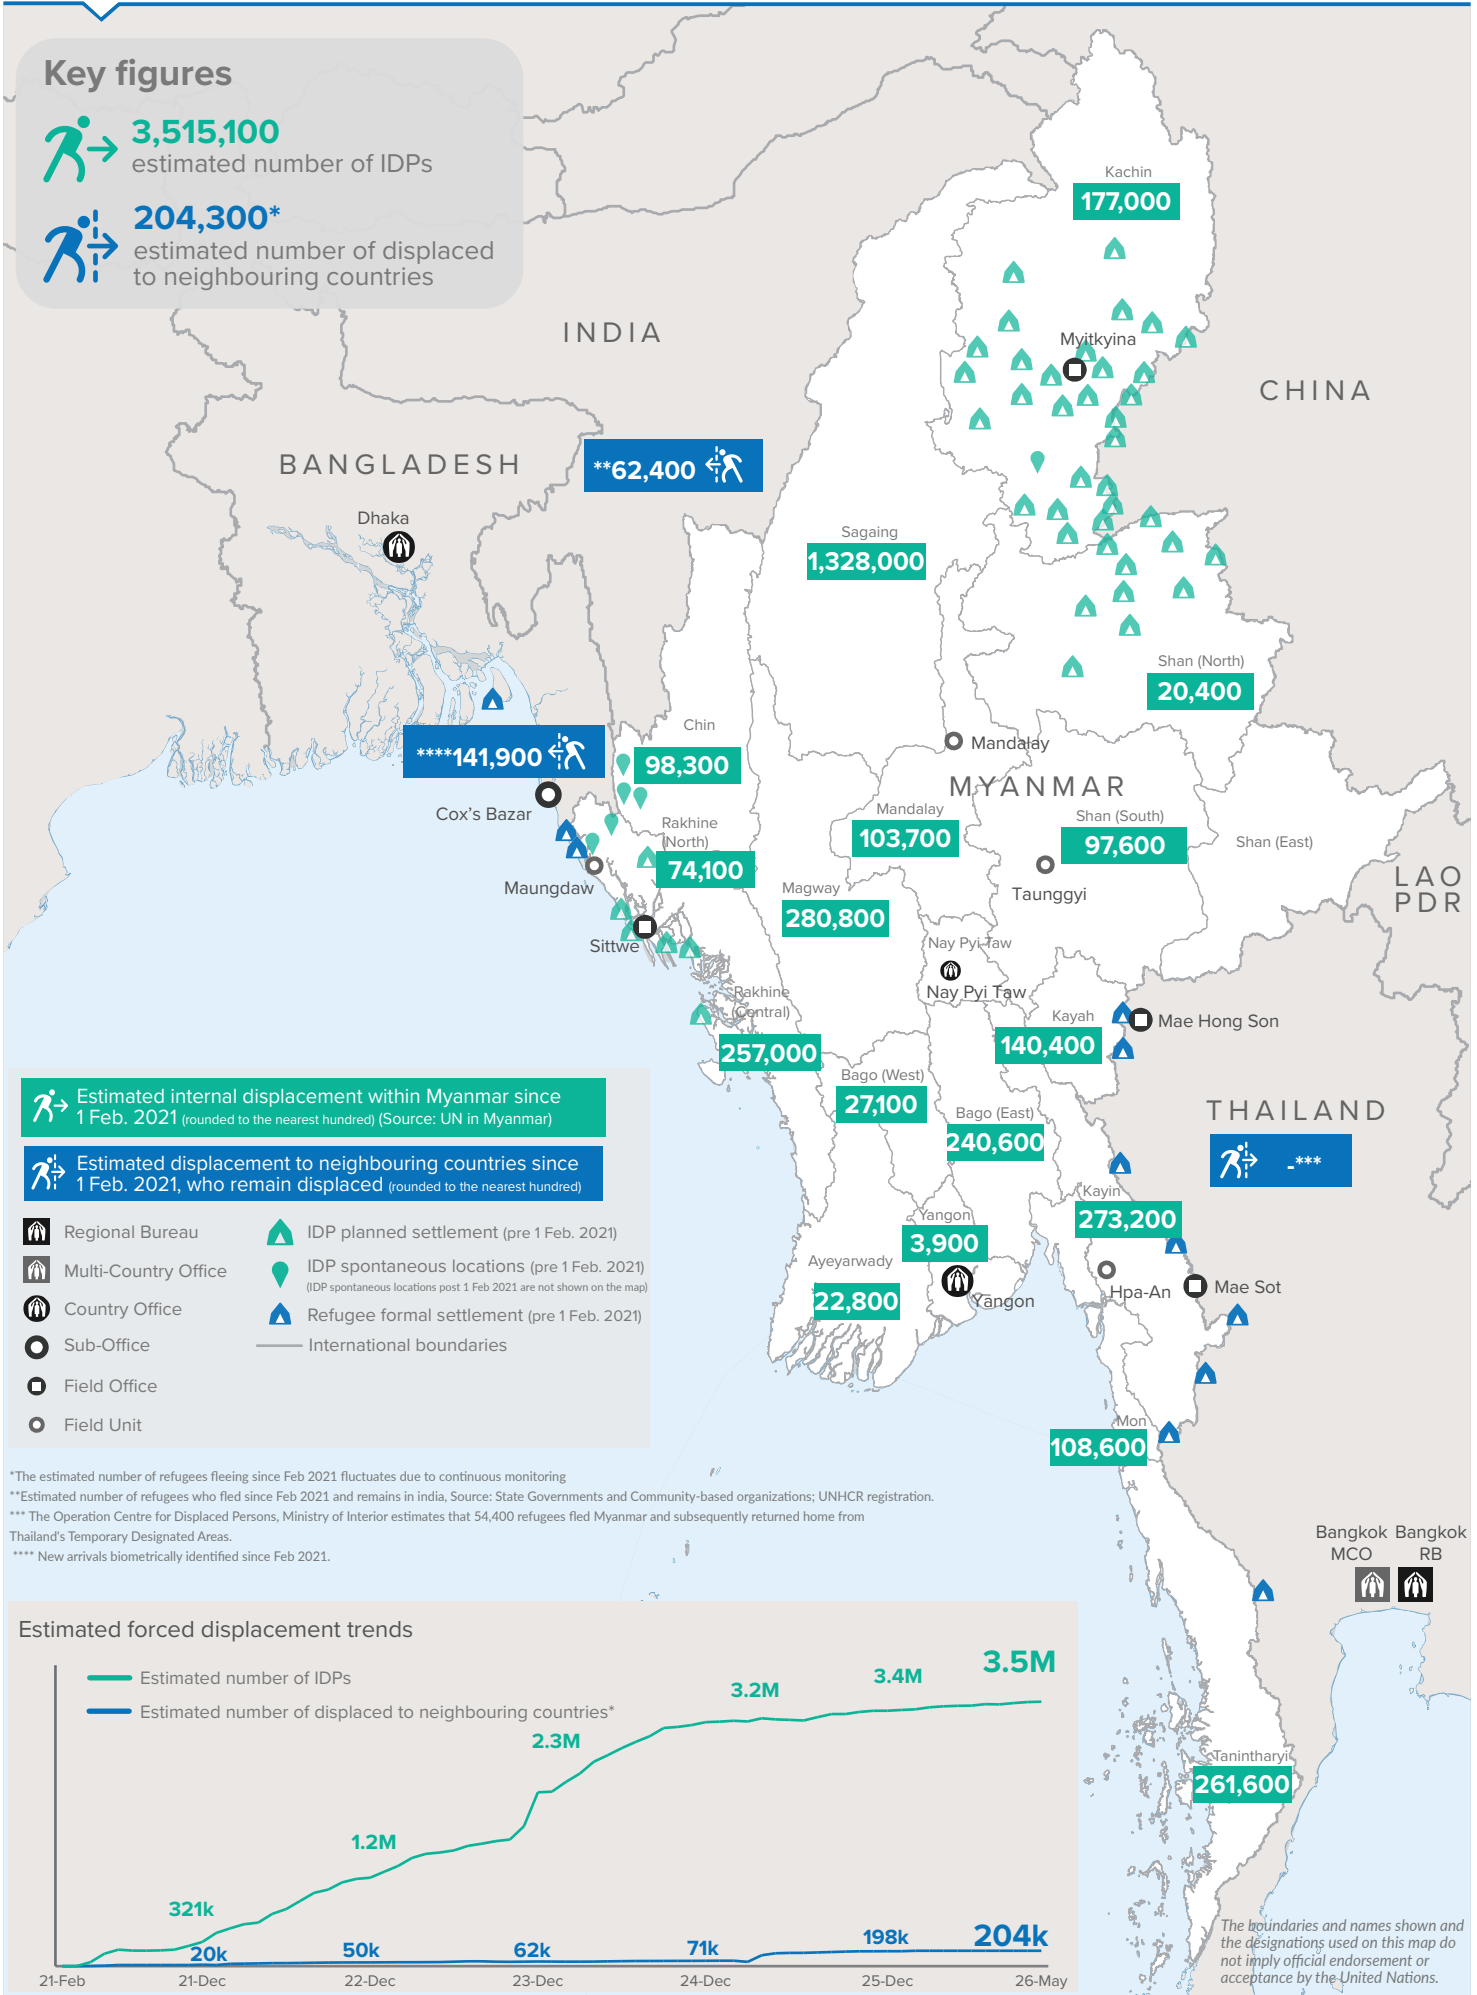 Key figures
3,515,100
estimated number of IDPs
204,300*
estimated number of displaced
to neighbouring countries
INDIA
CHINA
BANGLADESH
Dhaka
**62,400
Kachin
177,000
Myitkyina
Sagaing
1,328,000
Shan (North)
20,400
Chin
98,300
****141,900
Cox's Bazar
Mandalay
MYANMAR
Mandalay
103,700
Shan (South)
97,600
Shan (East)
Rakhine
(North)
74,100
Maungdaw
Taunggyi
LAO
PDR
Magway
280,800
Sittwe
Nay Pyi Taw
Nay Pyi Taw
Rakhine
(Central)
257,000
Kayah
140,400
Mae Hong Son
Bago (West)
27,100
Bago (East)
240,600
THAILAND
-***
Kayin
273,200
Yangon
3,900
Ayeyarwady
22,800
Yangon
Hpa-An
Mae Sot
Mon
108,600
Bangkok Bangkok
MCO RB
Tanintharyi
261,600
Estimated internal displacement within Myanmar since
1 Feb. 2021 (rounded to the nearest hundred) (Source: UN in Myanmar)
Estimated displacement to neighbouring countries since
1 Feb. 2021, who remain displaced (rounded to the nearest hundred)
Regional Bureau
Multi-Country Office
Country Office
Sub-Office
Field Office
Field Unit
IDP planned settlement (pre 1 Feb. 2021)
IDP spontaneous locations (pre 1 Feb. 2021)
(IDP spontaneous locations post 1 Feb 2021 are not shown on the map)
Refugee formal settlement (pre 1 Feb. 2021)
International boundaries
*The estimated number of refugees fleeing since Feb 2021 fluctuates due to continuous monitoring
**Estimated number of refugees who fled since Feb 2021 and remains in india, Source: State Governments and Community-based organizations; UNHCR registration.
*** The Operation Centre for Displaced Persons, Ministry of Interior estimates that 54,400 refugees fled Myanmar and subsequently returned home from
Thailand's Temporary Designated Areas.
**** New arrivals biometrically identified since Feb 2021.
Estimated forced displacement trends
Estimated number of IDPs
Estimated number of displaced to neighbouring countries*
321k
1.2M
2.3M
3.2M
3.4M
3.5M
20k
50k
62k
71k
198k
204k
21-Feb
21-Dec
22-Dec
23-Dec
24-Dec
25-Dec
26-May
The boundaries and names shown and
the designations used on this map do
not imply official endorsement or
acceptance by the United Nations.